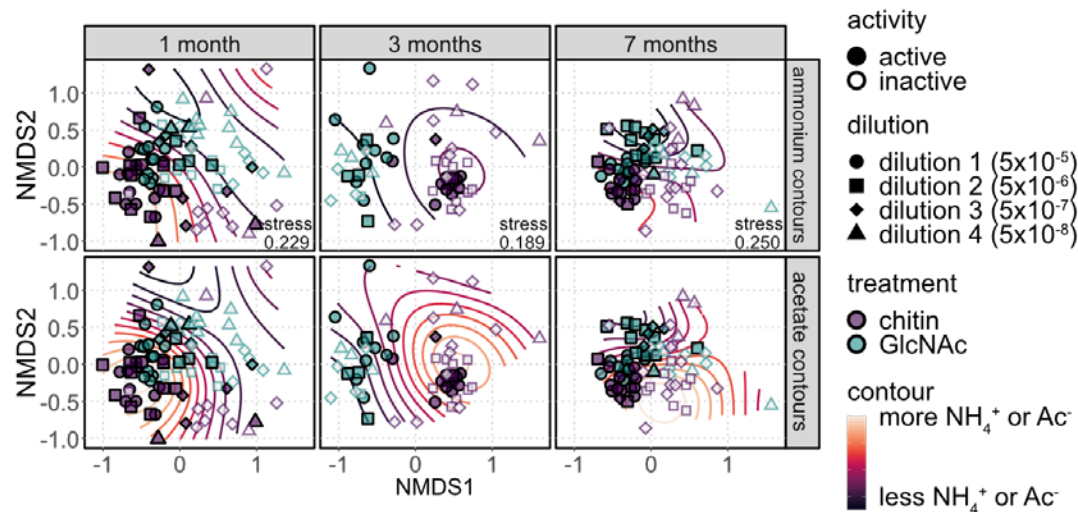 1 month
3 months
7 months
NMDS2
1.0
0.5
0.0
-0.5
-1.0
stress
0.229
stress
0.189
stress
0.250
ammonium contours
NMDS2
1.0
0.5
0.0
-0.5
-1.0
acetate contours
-1
0
1
-1
0
1
-1
0
1
NMDS1
activity
active
inactive
dilution
dilution 1 (5x10⁻⁵)
dilution 2 (5x10⁻⁶)
dilution 3 (5x10⁻⁷)
dilution 4 (5x10⁻⁸)
treatment
chitin
GlcNAc
contour
more NH₄⁺ or Ac⁻
less NH₄⁺ or Ac⁻